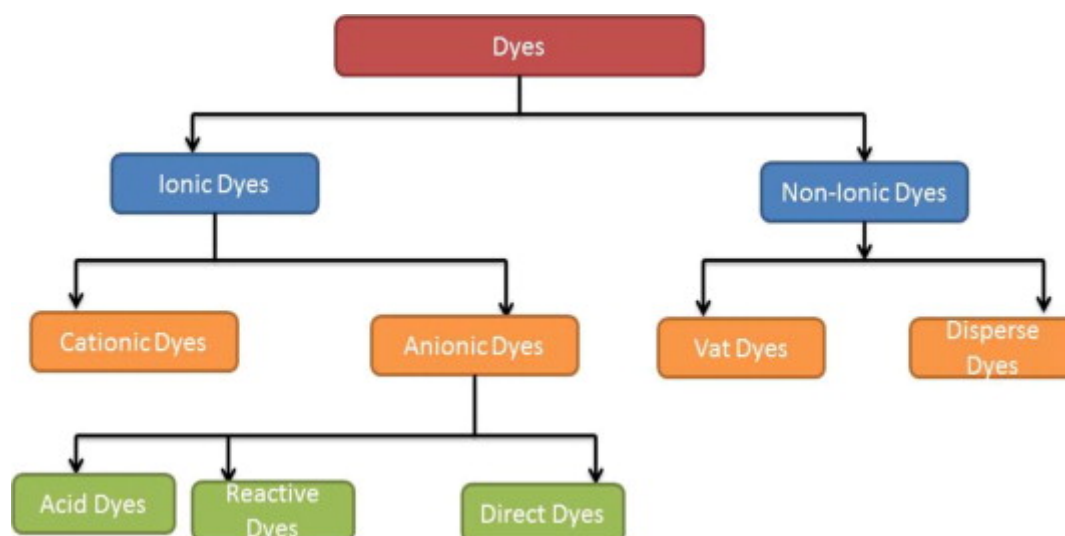 Dyes
Ionic Dyes
Non-Ionic Dyes
Cationic Dyes
Anionic Dyes
Vat Dyes
Disperse
Dyes
Acid Dyes
Reactive
Dyes
Direct Dyes